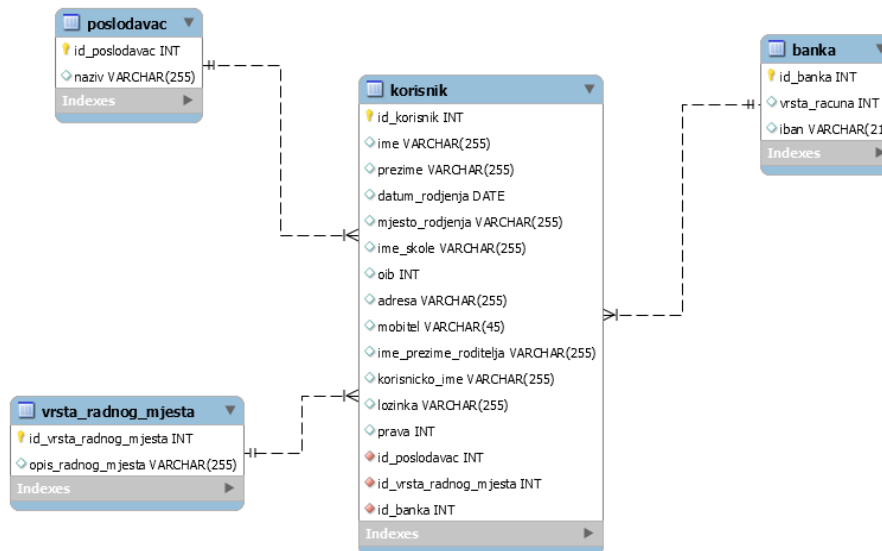 poslodavac
id_poslodavac INT
naziv VARCHAR(255)
Indexes
korisnik
id_korisnik INT
ime VARCHAR(255)
prezime VARCHAR(255)
datum_rodjenja DATE
mjesto_rodjenja VARCHAR(255)
ime_skole VARCHAR(255)
oib INT
adresa VARCHAR(255)
mobitel VARCHAR(45)
ime_prezime_roditelja VARCHAR(255)
korisnicko_ime VARCHAR(255)
lozinka VARCHAR(255)
prava INT
id_poslodavac INT
id_vrsta_radnog_mjesta INT
id_banka INT
Indexes
banka
id_banka INT
vrsta_racuna INT
iban VARCHAR(21
Indexes
vrsta_radnog_mjesta
id_vrsta_radnog_mjesta INT
opis_radnog_mjesta VARCHAR(255)
Indexes